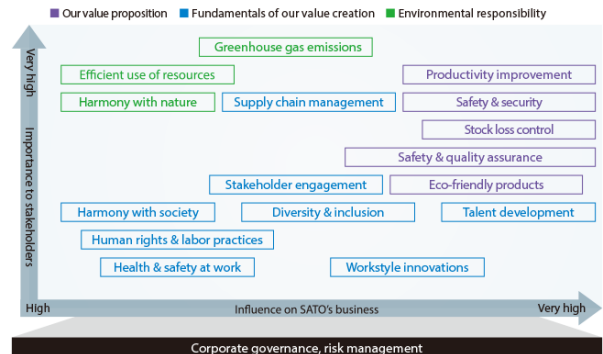 Our value proposition Fundamentals of our value creation Environmental responsibility
Very high
Importance to stakeholders
Greenhouse gas emissions
Efficient use of resources
Productivity improvement
Harmony with nature
Supply chain management
Safety & security
Stock loss control
Safety & quality assurance
Stakeholder engagement
Eco-friendly products
Harmony with society
Diversity & inclusion
Talent development
Human rights & labor practices
Health & safety at work
Workstyle innovations
High
Influence on SATO's business
Very high
Corporate governance, risk management